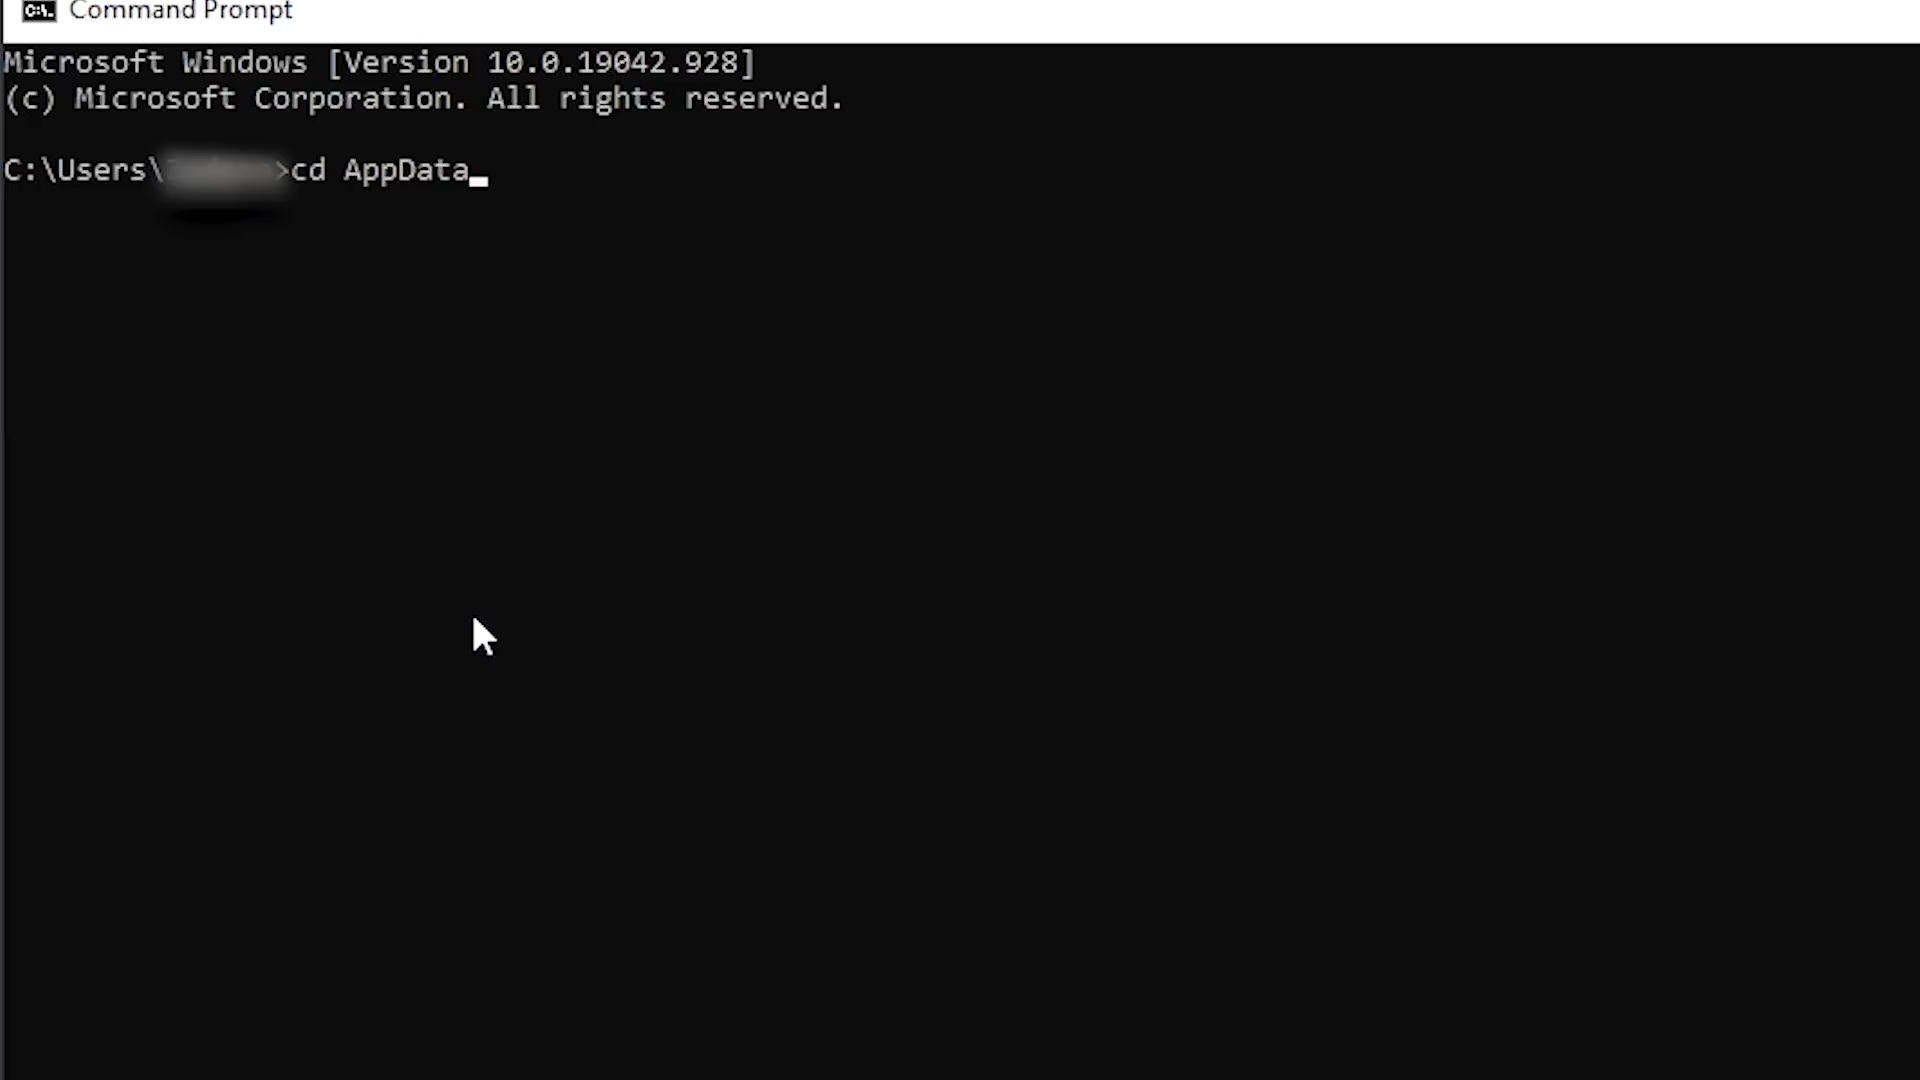 Command Prompt
Microsoft Windows [Version 10.0.19042.928]
(c) Microsoft Corporation. All rights reserved.
C:\Users\ >cd AppData